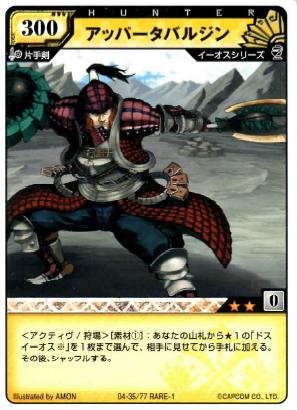 HUNTER
300
アッパータバルジン
片手剣
イーオスシリーズ
0
<アクティヴ / 狩場>[素材①]:あなたの山札から★1の「ドス
イーオス※」を1枚まで選んで、相手に見せてから手札に加える。
その後、シャッフルする。
Illustrated by AMON
04-35/77 RARE-1
©CAPCOM CO., LTD.